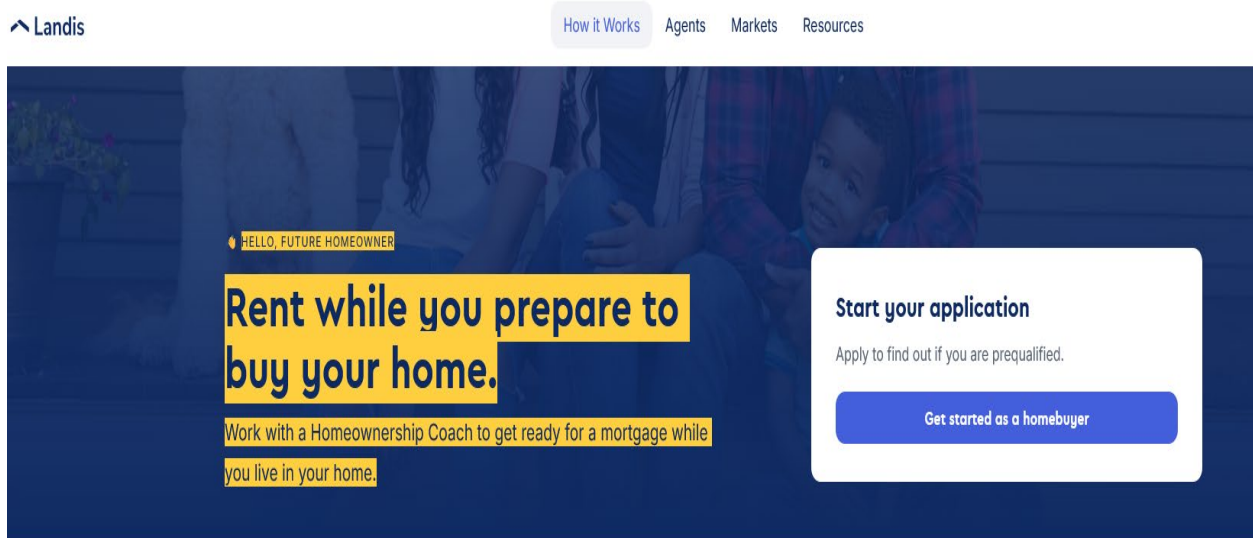 Landis
How it Works Agents Markets Resources
👋 HELLO, FUTURE HOMEOWNER
Rent while you prepare to
buy your home.
Work with a Homeownership Coach to get ready for a mortgage while
you live in your home.
Start your application
Apply to find out if you are prequalified.
Get started as a homebuyer